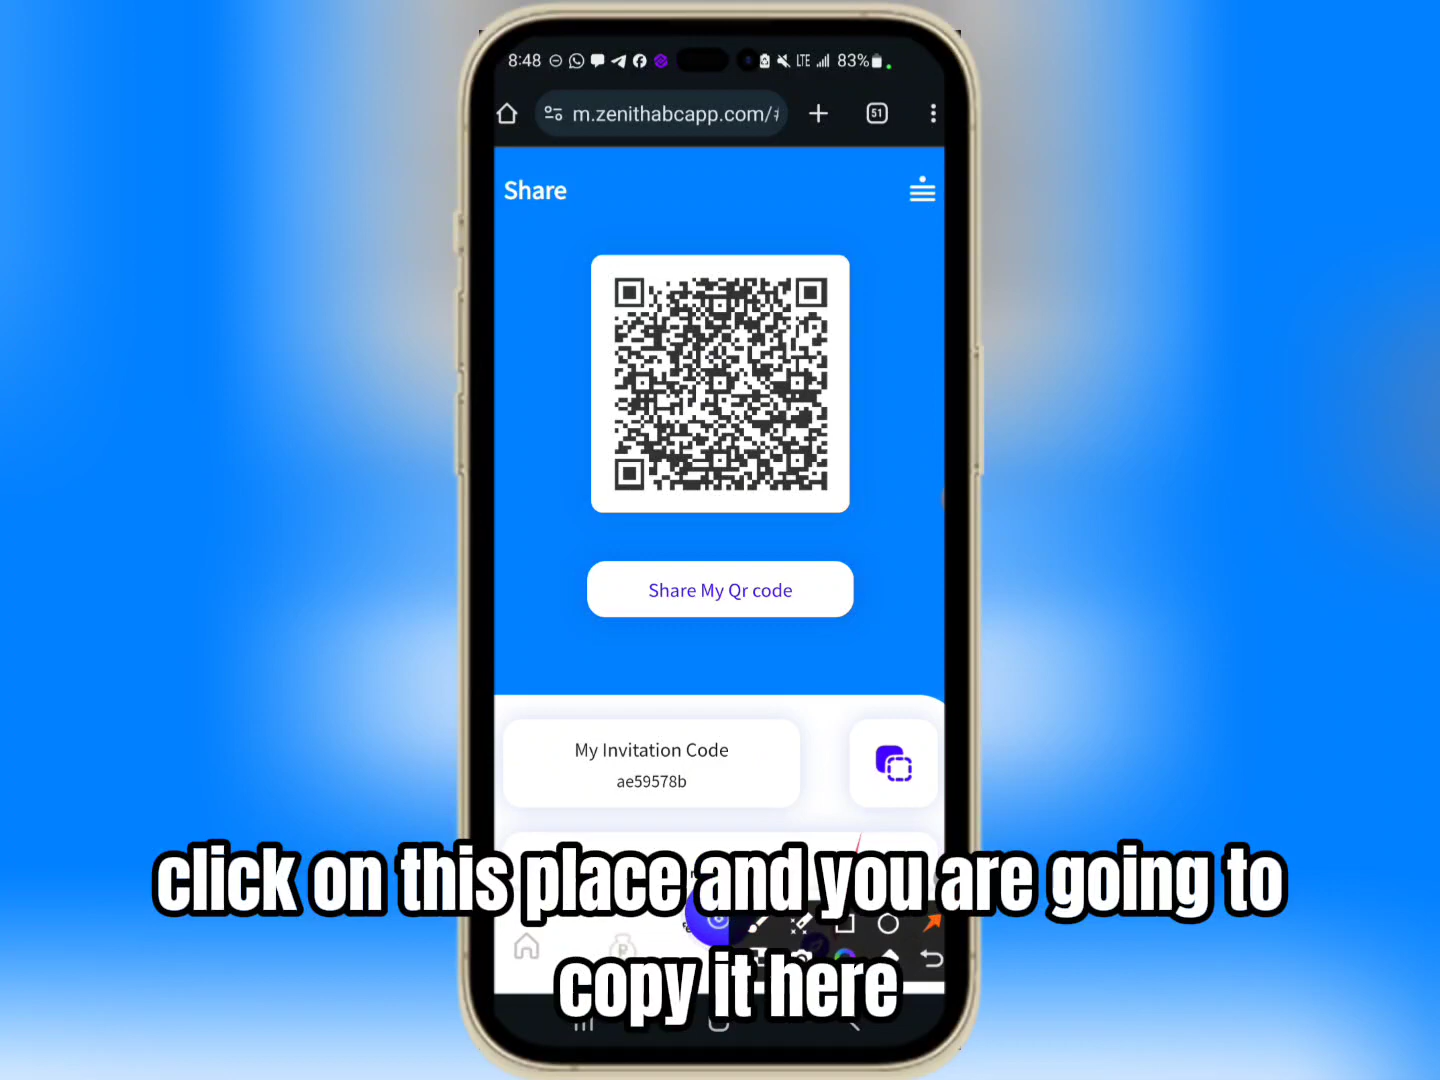 8:48
LTE
83%
m.zenithabcapp.com/
51
Share
Share My Qr code
My Invitation Code
ae59578b
click on this place and you are going to
copy it here